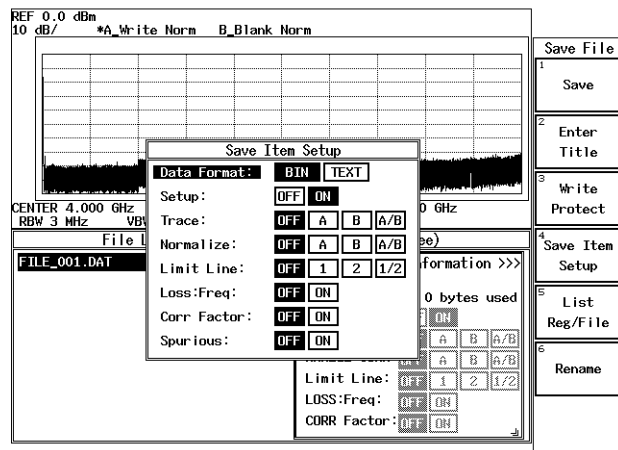 REF 0.0 dBm
10 dB/ *A_Write Norm B_Blank Norm
Save File
1
Save
2
Enter
Title
3
Write
Protect
4
Save Item
Setup
5
List
Reg/File
6
Rename
Save Item Setup
Data Format: BIN TEXT
Setup: OFF ON
Trace: OFF A B A/B
Normalize: OFF A B A/B
Limit Line: OFF 1 2 1/2
Loss:Freq: OFF ON
Corr Factor: OFF ON
Spurious: OFF ON
CENTER 4.000 GHz 0 GHz
RBW 3 MHz
File
FILE_001.DAT
>>>
0 bytes used
ON
A B A/B
A B A/B
Limit Line: OFF 1 2 1/2
LOSS:Freq: OFF ON
CORR Factor: OFF ON